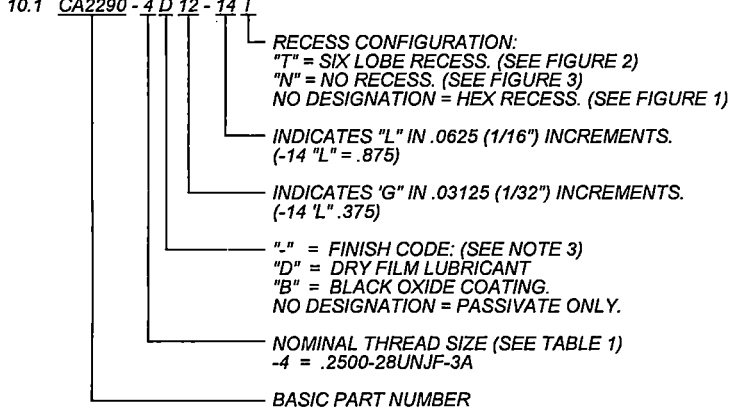 10.1 CA2290 - 4 D 12 - 14 T
RECESS CONFIGURATION:
"T" = SIX LOBE RECESS. (SEE FIGURE 2)
"N" = NO RECESS. (SEE FIGURE 3)
NO DESIGNATION = HEX RECESS. (SEE FIGURE 1)
INDICATES "L" IN .0625 (1/16") INCREMENTS.
(-14 "L" = .875)
INDICATES 'G" IN .03125 (1/32") INCREMENTS.
(-14 'L" .375)
"-" = FINISH CODE: (SEE NOTE 3)
"D" = DRY FILM LUBRICANT
"B" = BLACK OXIDE COATING.
NO DESIGNATION = PASSIVATE ONLY.
NOMINAL THREAD SIZE (SEE TABLE 1)
-4 = .2500-28UNJF-3A
BASIC PART NUMBER